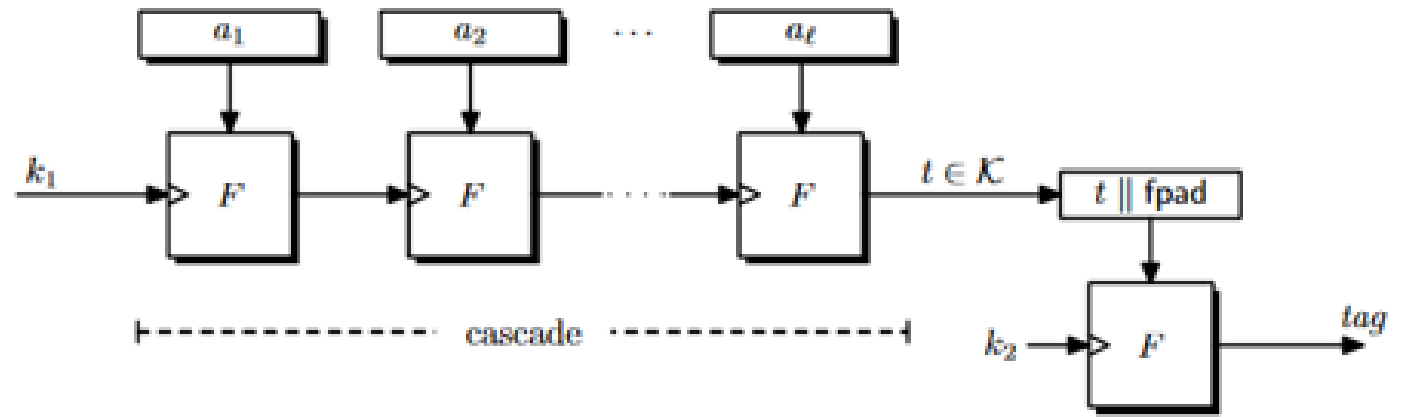 a₁ a₂ ··· aℓ
k₁ F F ···· F t ∈ 𝒦 t ∥ fpad
cascade
k₂ F tag